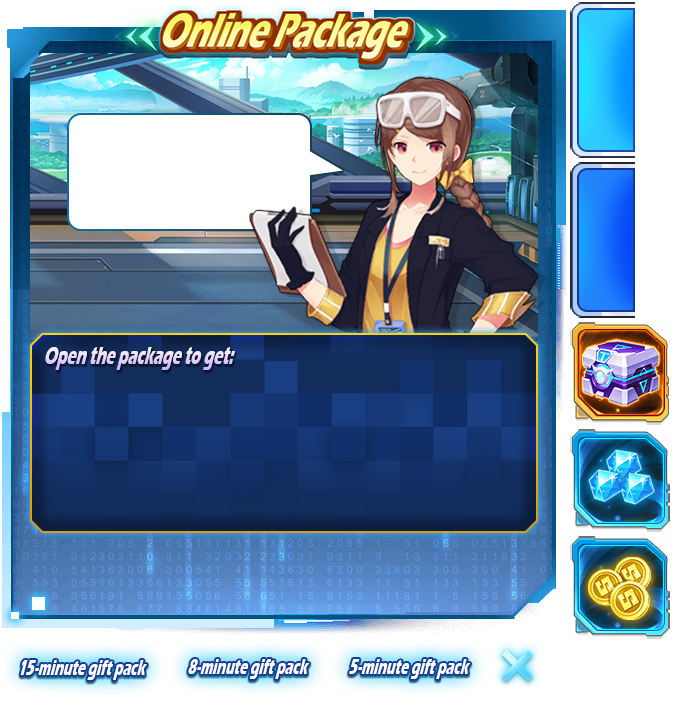 Online Package
Open the package to get:
15-minute gift pack
8-minute gift pack
5-minute gift pack